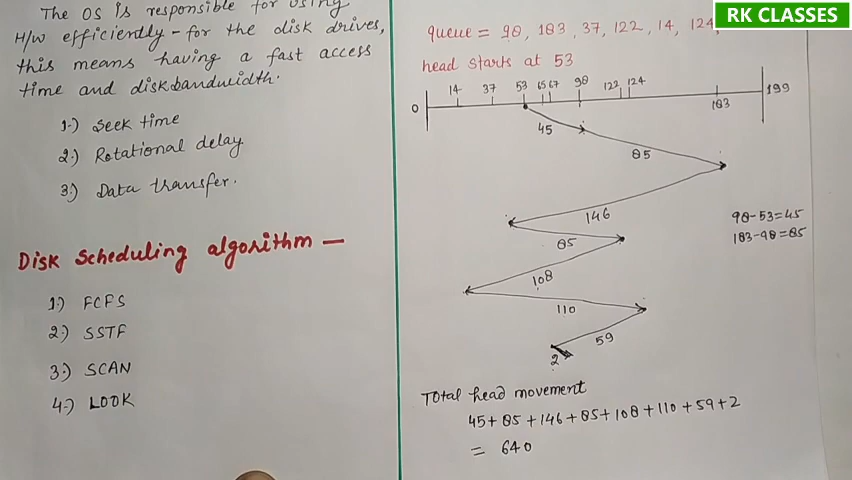 The OS is responsible for using
H/w efficiently - for the disk drives,
this means having a fast access
time and disk bandwidth.
1.) Seek time
2.) Rotational delay
3.) Data transfer.
Disk Scheduling algorithm —
1.) FCFS
2.) SSTF
3.) SCAN
4.) LOOK
RK CLASSES
queue = 98, 183, 37, 122, 14, 124,
head starts at 53
0 14 37 53 65 67 98 122 124 183 199
45
85
146
98-53=45
183-98=85
85
108
110
59
2
Total head movement
45+85+146+85+108+110+59+2
= 640